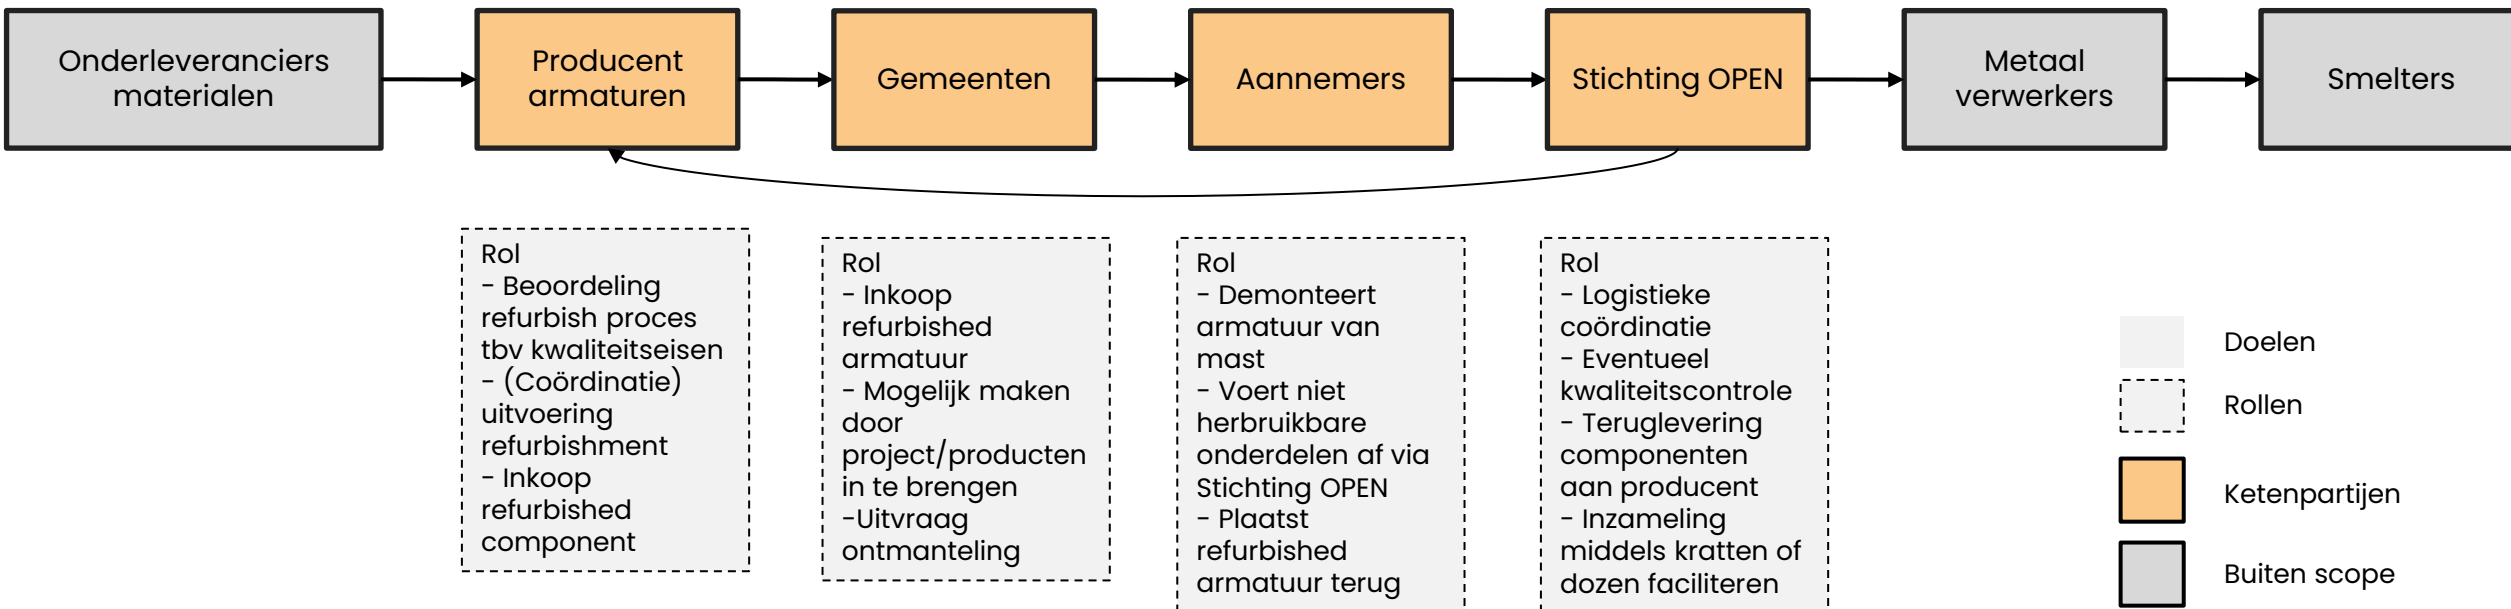 Onderleveranciers
materialen
Producent
armaturen
Gemeenten
Aannemers
Stichting OPEN
Metaal
verwerkers
Smelters
Rol
- Beoordeling
refurbish proces
tbv kwaliteitseisen
- (Coördinatie)
uitvoering
refurbishment
- Inkoop
refurbished
component
Rol
- Inkoop
refurbished
armatuur
- Mogelijk maken
door
project/producten
in te brengen
-Uitvraag
ontmanteling
Rol
- Demonteert
armatuur van
mast
- Voert niet
herbruikbare
onderdelen af via
Stichting OPEN
- Plaatst
refurbished
armatuur terug
Rol
- Logistieke
coördinatie
- Eventueel
kwaliteitscontrole
- Teruglevering
componenten
aan producent
- Inzameling
middels kratten of
dozen faciliteren
Doelen
Rollen
Ketenpartijen
Buiten scope